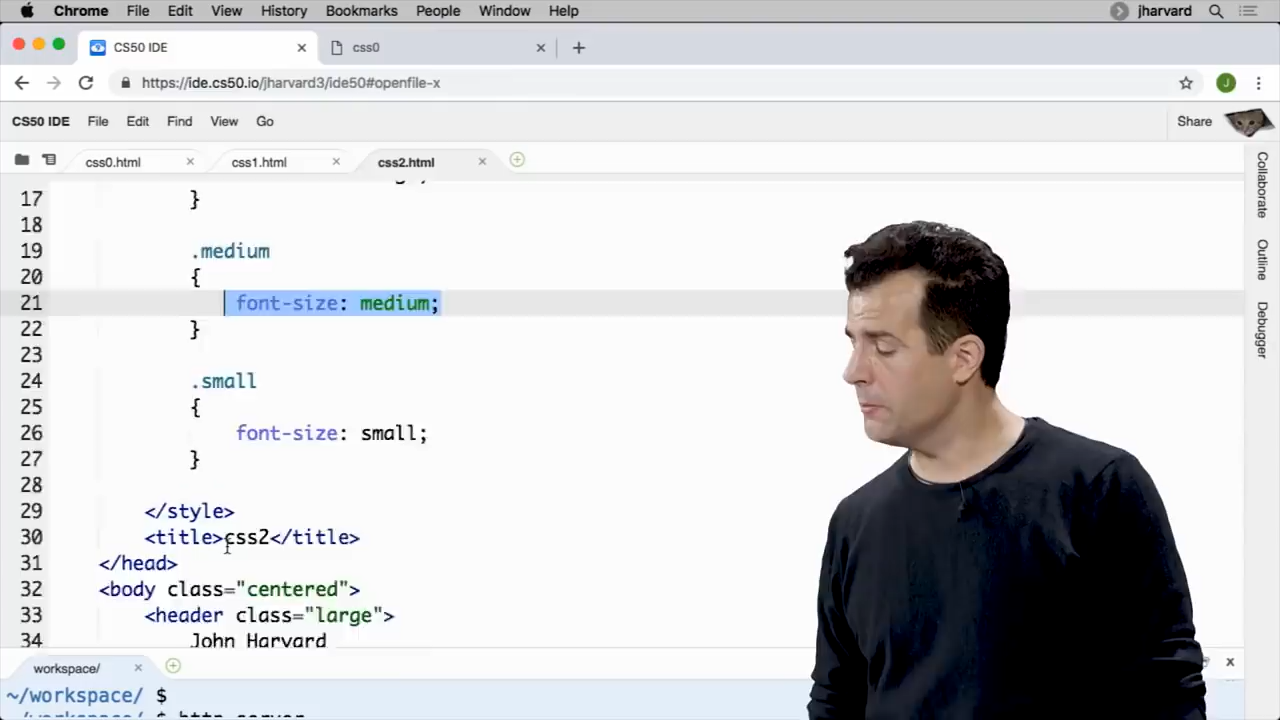 Chrome File Edit View History Bookmarks People Window Help jharvard
CS50 IDE css0
https://ide.cs50.io/jharvard3/ide50#openfile-x J
CS50 IDE File Edit Find View Go Share
css0.html css1.html css2.html
17 }
18
19 .medium
20 {
21 font-size: medium;
22 }
23
24 .small
25 {
26 font-size: small;
27 }
28
29 </style>
30 <title>css2</title>
31 </head>
32 <body class="centered">
33 <header class="large">
34 John Harvard
workspace/
~/workspace/ $
http-server
Collaborate
Outline
Debugger